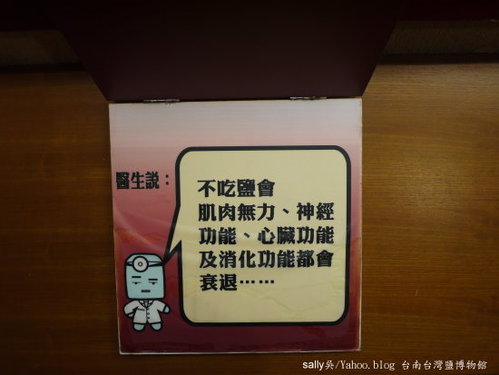 醫生說：
不吃鹽會
肌肉無力、神經
功能、心臟功能
及消化功能都會
衰退……
sally吳/Yahoo.blog 台南台灣鹽博物館